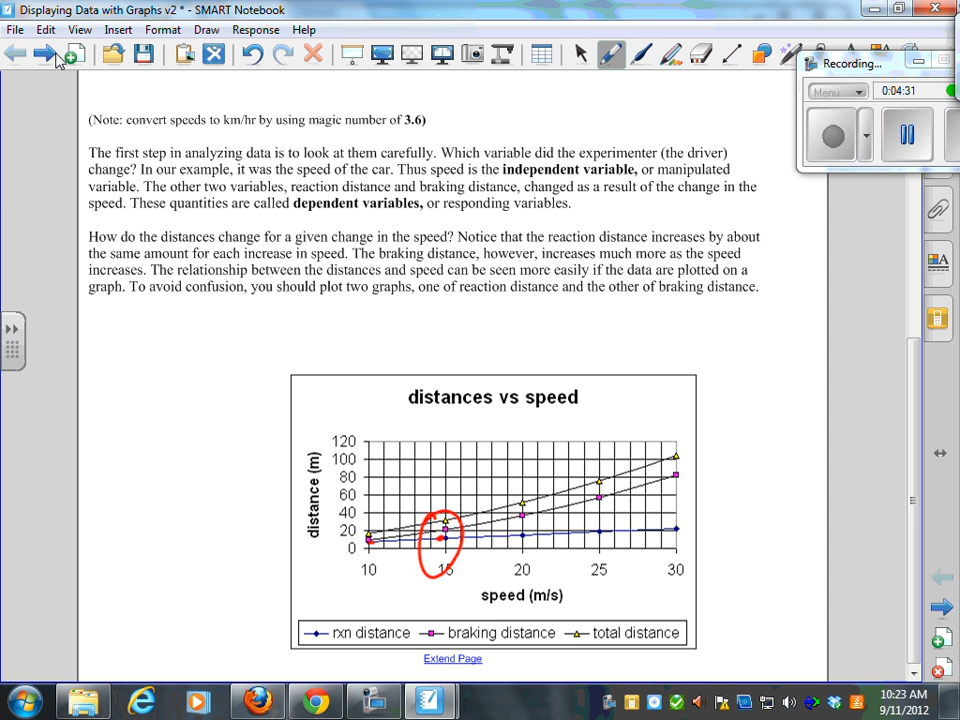 Displaying Data with Graphs v2 * - SMART Notebook
File Edit View Insert Format Draw Response Help
Recording...
Menu 0:04:31
(Note: convert speeds to km/hr by using magic number of 3.6)
The first step in analyzing data is to look at them carefully. Which variable did the experimenter (the driver)
change? In our example, it was the speed of the car. Thus speed is the independent variable, or manipulated
variable. The other two variables, reaction distance and braking distance, changed as a result of the change in the
speed. These quantities are called dependent variables, or responding variables.
How do the distances change for a given change in the speed? Notice that the reaction distance increases by about
the same amount for each increase in speed. The braking distance, however, increases much more as the speed
increases. The relationship between the distances and speed can be seen more easily if the data are plotted on a
graph. To avoid confusion, you should plot two graphs, one of reaction distance and the other of braking distance.
distances vs speed
distance (m)
120
100
80
60
40
20
0
10 15 20 25 30
speed (m/s)
rxn distance braking distance total distance
Extend Page
10:23 AM
9/11/2012